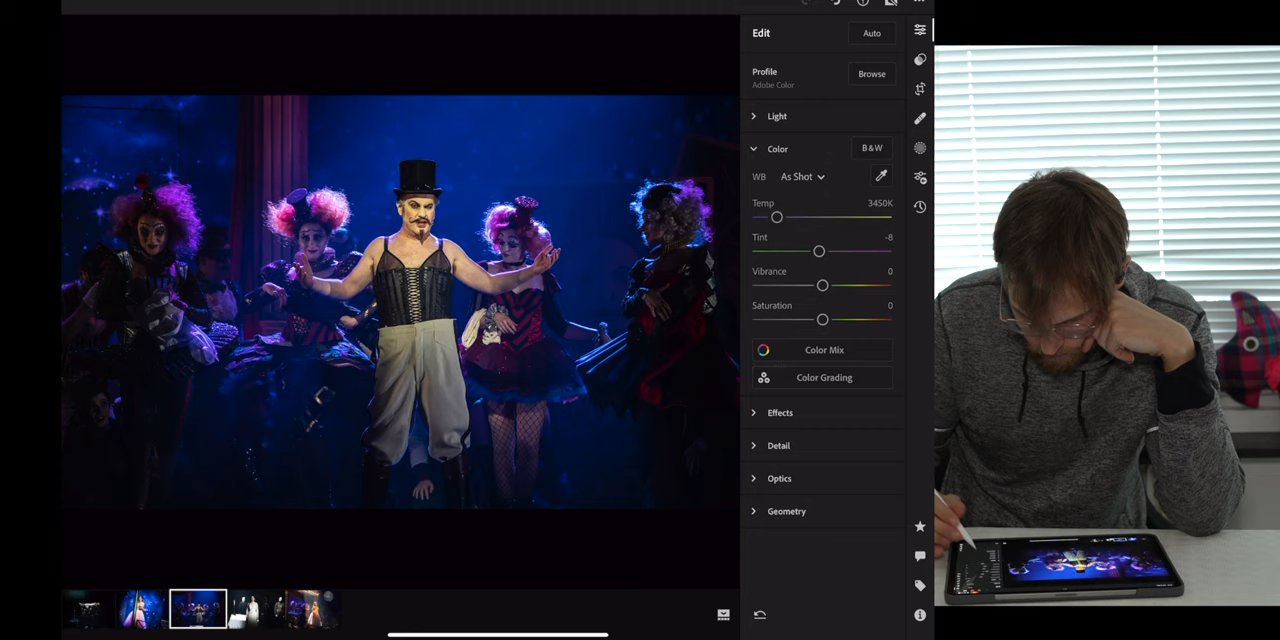 Edit
Auto
Profile
Adobe Color
Browse
Light
Color
B&W
WB
As Shot
Temp
3450K
Tint
-8
Vibrance
0
Saturation
0
Color Mix
Color Grading
Effects
Detail
Optics
Geometry